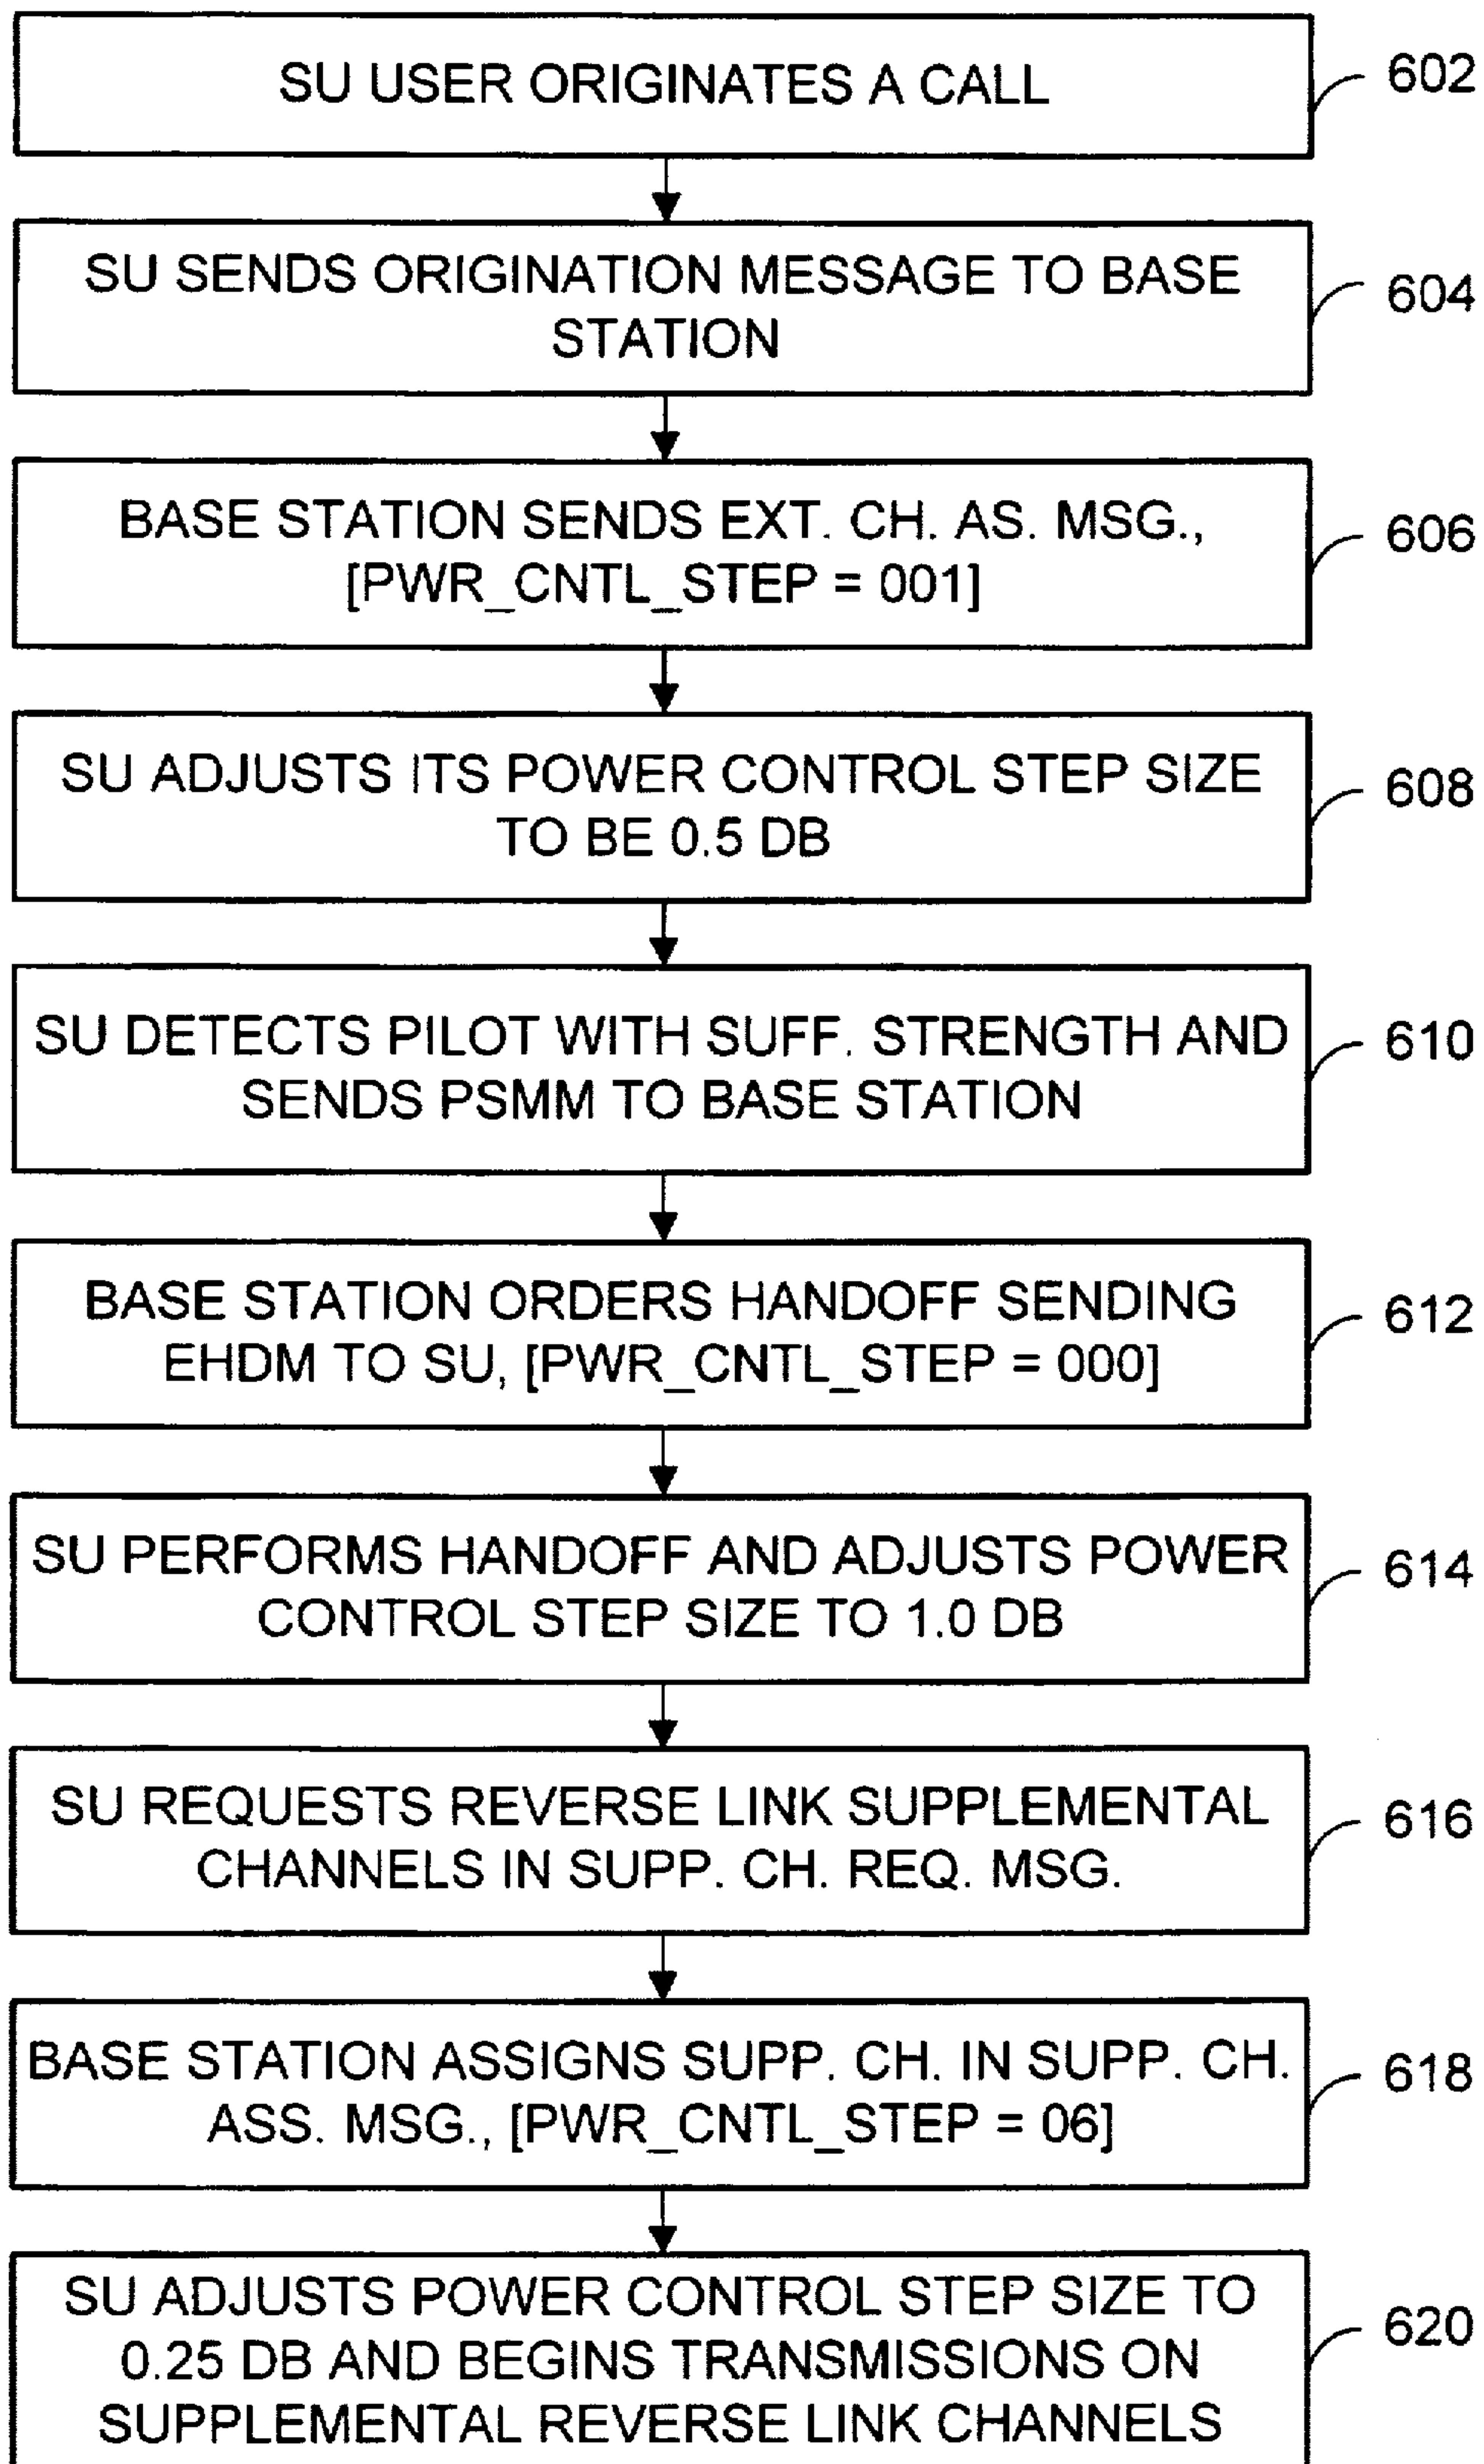 SU USER ORIGINATES A CALL
602
SU SENDS ORIGINATION MESSAGE TO BASE
STATION
604
BASE STATION SENDS EXT. CH. AS. MSG.,
[PWR_CNTL_STEP = 001]
606
SU ADJUSTS ITS POWER CONTROL STEP SIZE
TO BE 0.5 DB
608
SU DETECTS PILOT WITH SUFF. STRENGTH AND
SENDS PSMM TO BASE STATION
610
BASE STATION ORDERS HANDOFF SENDING
EHDM TO SU, [PWR_CNTL_STEP = 000]
612
SU PERFORMS HANDOFF AND ADJUSTS POWER
CONTROL STEP SIZE TO 1.0 DB
614
SU REQUESTS REVERSE LINK SUPPLEMENTAL
CHANNELS IN SUPP. CH. REQ. MSG.
616
BASE STATION ASSIGNS SUPP. CH. IN SUPP. CH.
ASS. MSG., [PWR_CNTL_STEP = 06]
618
SU ADJUSTS POWER CONTROL STEP SIZE TO
0.25 DB AND BEGINS TRANSMISSIONS ON
SUPPLEMENTAL REVERSE LINK CHANNELS
620